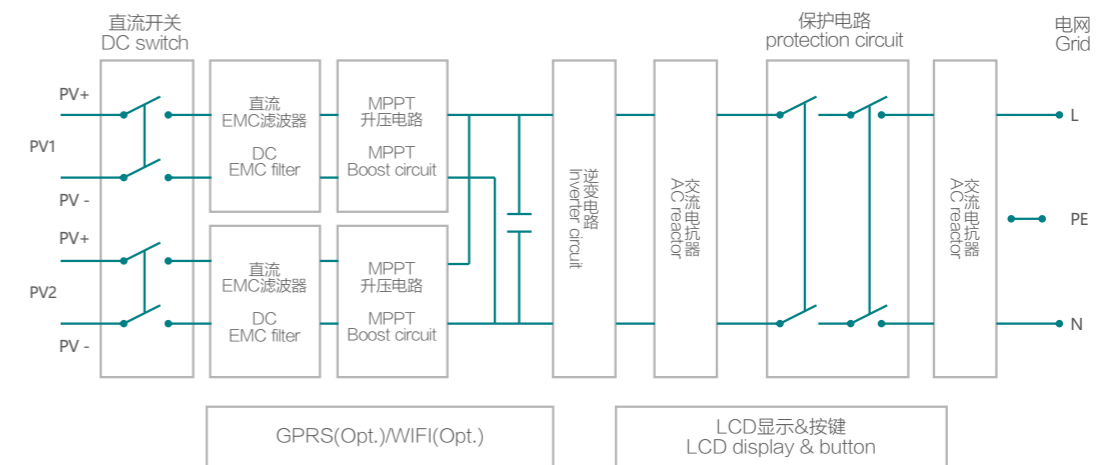 直流开关
DC switch
保护电路
protection circuit
电网
Grid
PV+
PV1
PV -
PV+
PV2
PV -
直流
EMC滤波器
DC
EMC filter
MPPT
升压电路
MPPT
Boost circuit
直流
EMC滤波器
DC
EMC filter
MPPT
升压电路
MPPT
Boost circuit
逆变电路
Inverter circuit
交流电抗器
AC reactor
交流电抗器
AC reactor
L
PE
N
GPRS(Opt.)/WIFI(Opt.)
LCD显示&按键
LCD display & button